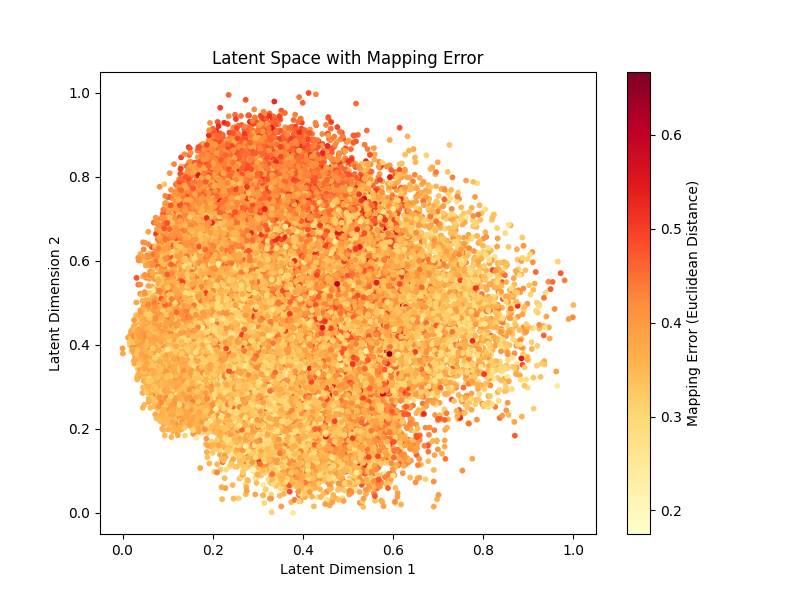 Latent Space with Mapping Error
1.0
0.8
0.6
0.4
0.2
0.0
Latent Dimension 2
0.0 0.2 0.4 0.6 0.8 1.0
Latent Dimension 1
0.6
0.5
0.4
0.3
0.2
Mapping Error (Euclidean Distance)